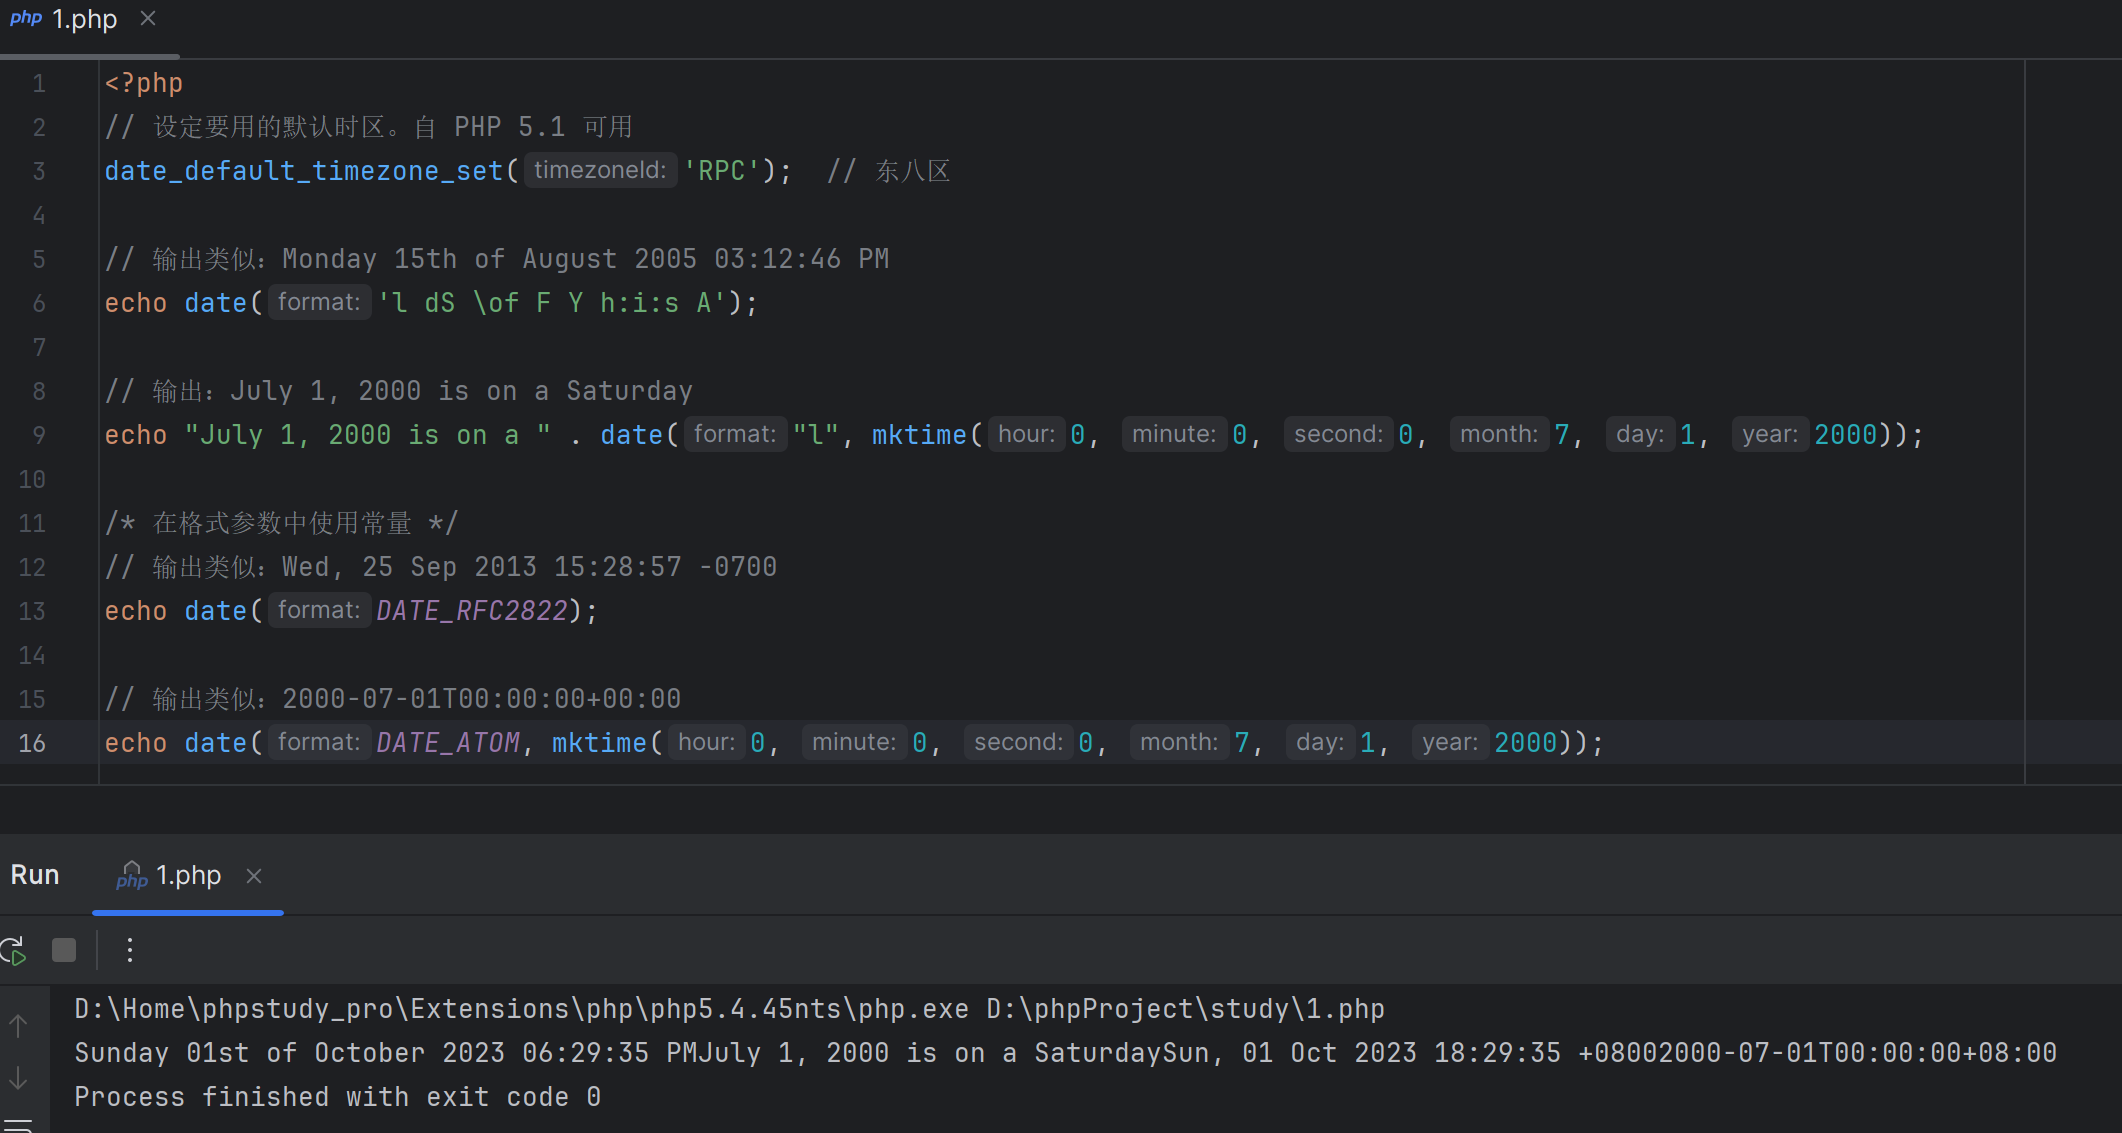 php 1.php
1 <?php
2 // 设定要用的默认时区。自 PHP 5.1 可用
3 date_default_timezone_set( timezoneId: 'RPC');  // 东八区
4
5 // 输出类似：Monday 15th of August 2005 03:12:46 PM
6 echo date( format: 'l dS \of F Y h:i:s A');
7
8 // 输出：July 1, 2000 is on a Saturday
9 echo "July 1, 2000 is on a " . date( format: "l", mktime( hour: 0, minute: 0, second: 0, month: 7, day: 1, year: 2000));
10
11 /* 在格式参数中使用常量 */
12 // 输出类似：Wed, 25 Sep 2013 15:28:57 -0700
13 echo date( format: DATE_RFC2822);
14
15 // 输出类似：2000-07-01T00:00:00+00:00
16 echo date( format: DATE_ATOM, mktime( hour: 0, minute: 0, second: 0, month: 7, day: 1, year: 2000));
Run php 1.php
D:\Home\phpstudy_pro\Extensions\php\php5.4.45nts\php.exe D:\phpProject\study\1.php
Sunday 01st of October 2023 06:29:35 PMJuly 1, 2000 is on a SaturdaySun, 01 Oct 2023 18:29:35 +08002000-07-01T00:00:00+08:00
Process finished with exit code 0